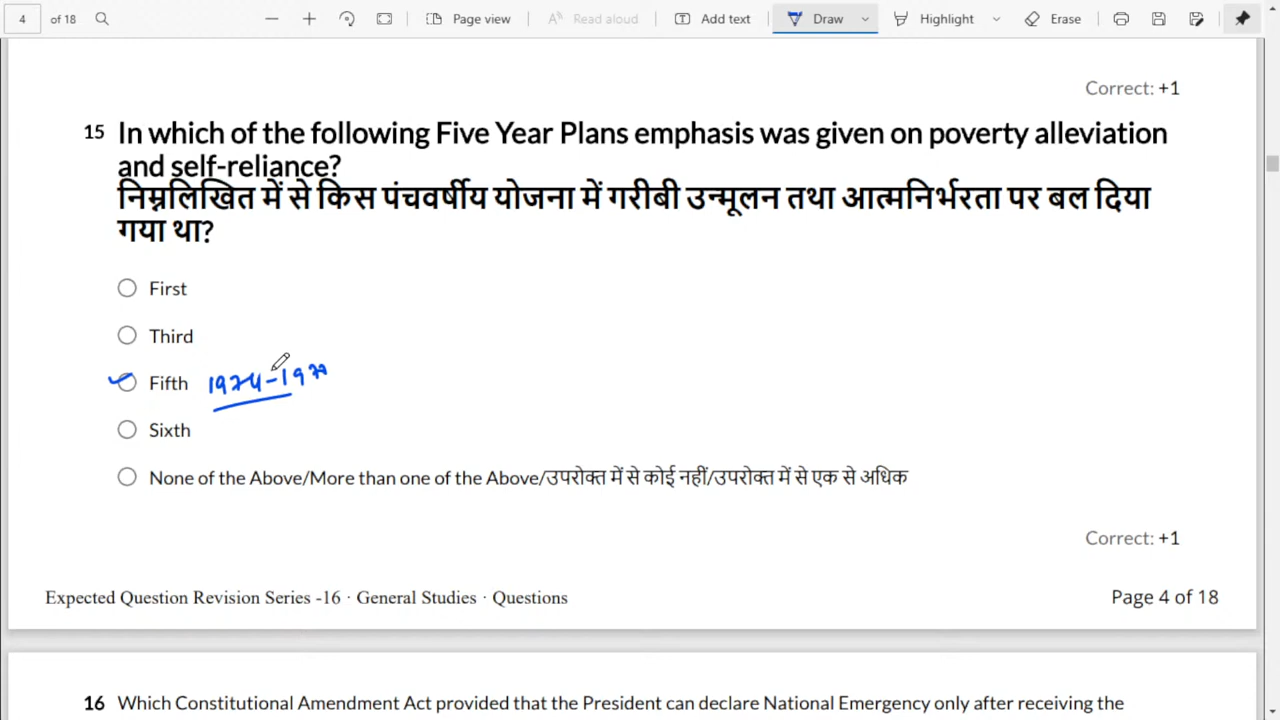 4 of 18 Page view Read aloud Add text Draw Highlight Erase
Correct: +1
15 In which of the following Five Year Plans emphasis was given on poverty alleviation
and self-reliance?
निम्नलिखित में से किस पंचवर्षीय योजना में गरीबी उन्मूलन तथा आत्मनिर्भरता पर बल दिया
गया था?
First
Third
Fifth 1974-19
Sixth
None of the Above/More than one of the Above/उपरोक्त में से कोई नहीं/उपरोक्त में से एक से अधिक
Correct: +1
Expected Question Revision Series -16 · General Studies · Questions Page 4 of 18
16 Which Constitutional Amendment Act provided that the President can declare National Emergency only after receiving the